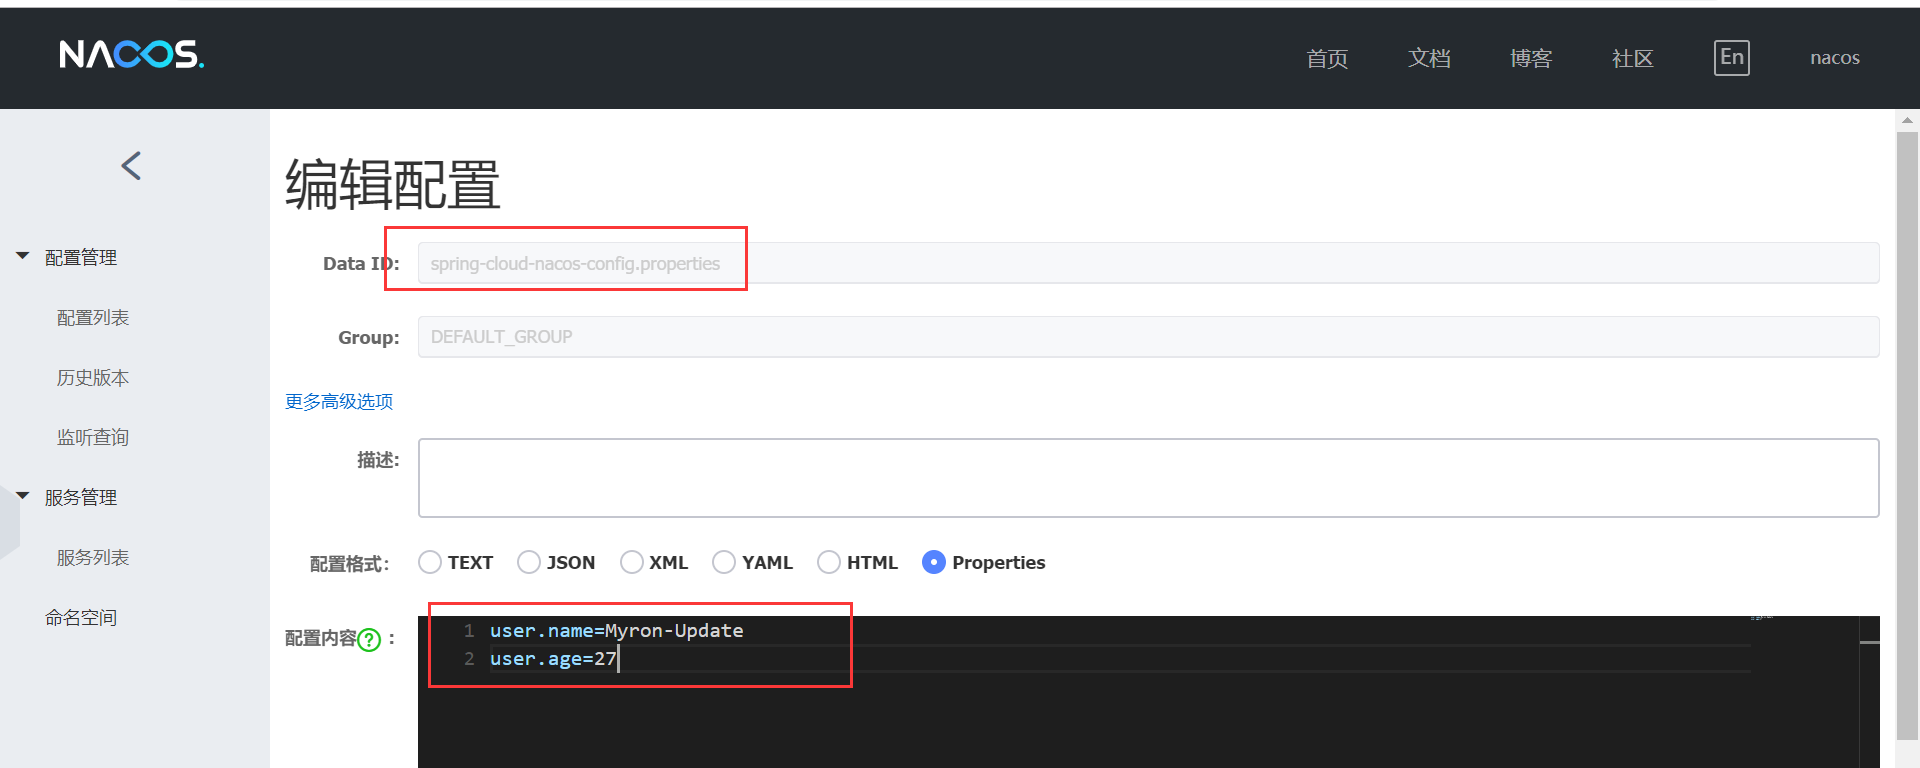 NACOS.
首页 文档 博客 社区 En nacos
编辑配置
配置管理
配置列表
历史版本
监听查询
服务管理
服务列表
命名空间
Data ID: spring-cloud-nacos-config.properties
Group: DEFAULT_GROUP
更多高级选项
描述:
配置格式: TEXT JSON XML YAML HTML Properties
配置内容? :
1 user.name=Myron-Update
2 user.age=27